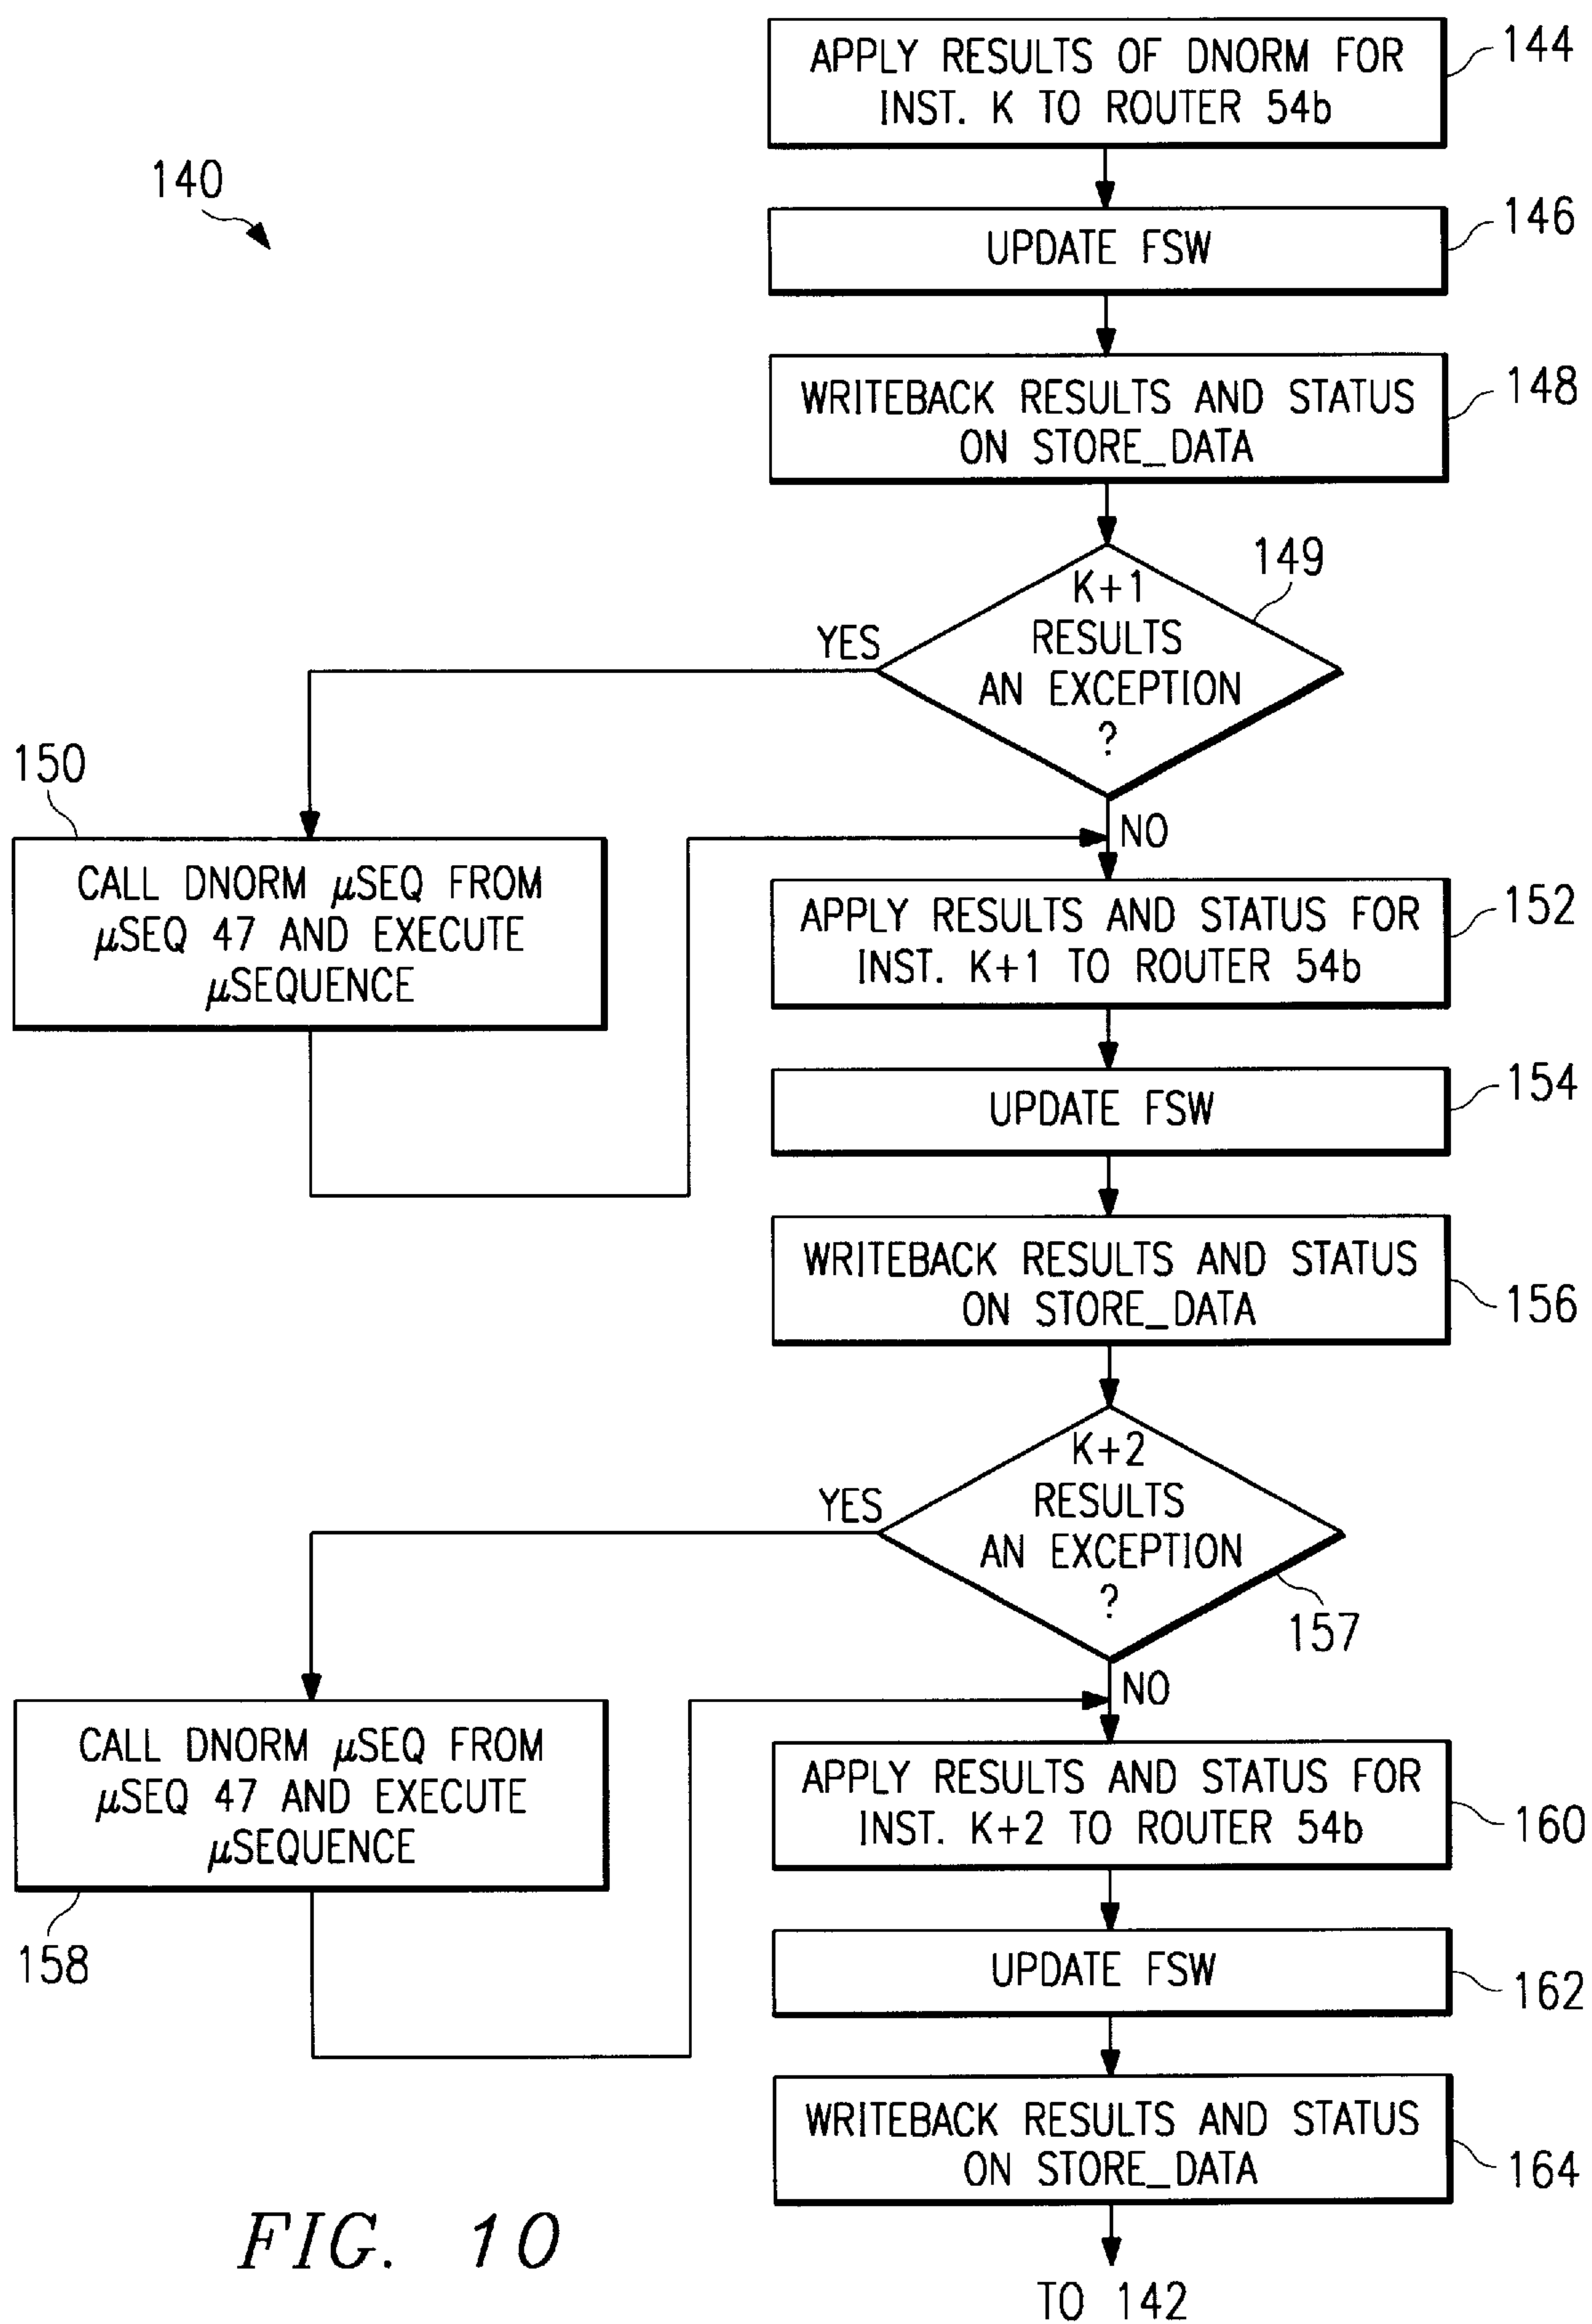 APPLY RESULTS OF DNORM FOR
INST. K TO ROUTER 54b
144
140
UPDATE FSW
146
WRITEBACK RESULTS AND STATUS
ON STORE_DATA
148
149
K+1
RESULTS
AN EXCEPTION
?
YES
NO
150
CALL DNORM μSEQ FROM
μSEQ 47 AND EXECUTE
μSEQUENCE
APPLY RESULTS AND STATUS FOR
INST. K+1 TO ROUTER 54b
152
UPDATE FSW
154
WRITEBACK RESULTS AND STATUS
ON STORE_DATA
156
K+2
RESULTS
AN EXCEPTION
?
YES
157
NO
CALL DNORM μSEQ FROM
μSEQ 47 AND EXECUTE
μSEQUENCE
158
APPLY RESULTS AND STATUS FOR
INST. K+2 TO ROUTER 54b
160
UPDATE FSW
162
WRITEBACK RESULTS AND STATUS
ON STORE_DATA
164
FIG. 10
TO 142